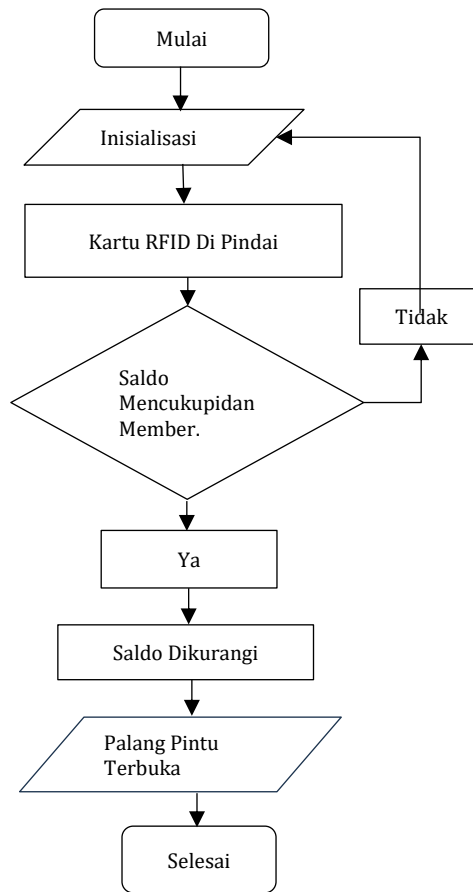 Mulai
Inisialisasi
Kartu RFID Di Pindai
Tidak
Saldo
Mencukupidan
Member.
Ya
Saldo Dikurangi
Palang Pintu
Terbuka
Selesai